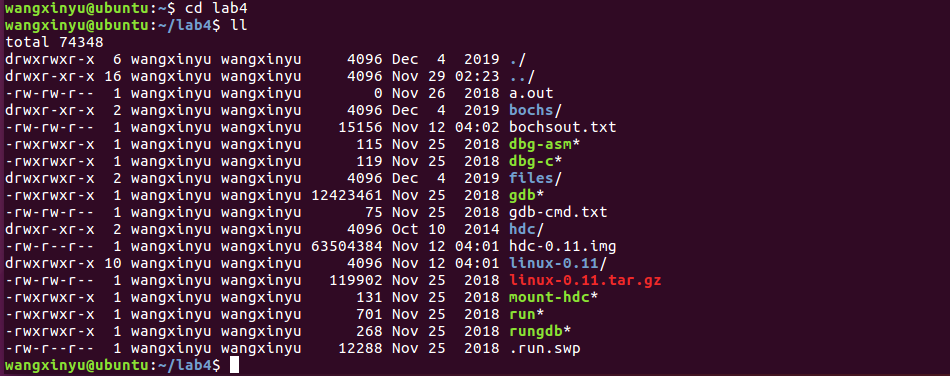 wangxinyu@ubuntu:~$ cd lab4
wangxinyu@ubuntu:~/lab4$ ll
total 74348
drwxrwxr-x  6 wangxinyu wangxinyu     4096 Dec  4  2019 ./
drwxr-xr-x 16 wangxinyu wangxinyu     4096 Nov 29 02:23 ../
-rw-rw-r--  1 wangxinyu wangxinyu        0 Nov 26  2018 a.out
drwxr-xr-x  2 wangxinyu wangxinyu     4096 Dec  4  2019 bochs/
-rw-rw-r--  1 wangxinyu wangxinyu    15156 Nov 12 04:02 bochsout.txt
-rwxrwxr-x  1 wangxinyu wangxinyu      115 Nov 25  2018 dbg-asm*
-rwxrwxr-x  1 wangxinyu wangxinyu      119 Nov 25  2018 dbg-c*
drwxrwxr-x  2 wangxinyu wangxinyu     4096 Dec  4  2019 files/
-rwxrwxr-x  1 wangxinyu wangxinyu 12423461 Nov 25  2018 gdb*
-rw-rw-r--  1 wangxinyu wangxinyu       75 Nov 25  2018 gdb-cmd.txt
drwxr-xr-x  2 wangxinyu wangxinyu     4096 Oct 10  2014 hdc/
-rw-rw-r--  1 wangxinyu wangxinyu 63504384 Nov 12 04:01 hdc-0.11.img
drwxrwxr-x 10 wangxinyu wangxinyu     4096 Nov 12 04:01 linux-0.11/
-rw-rw-r--  1 wangxinyu wangxinyu   119902 Nov 25  2018 linux-0.11.tar.gz
-rwxrwxr-x  1 wangxinyu wangxinyu      131 Nov 25  2018 mount-hdc*
-rwxrwxr-x  1 wangxinyu wangxinyu      701 Nov 25  2018 run*
-rwxrwxr-x  1 wangxinyu wangxinyu      268 Nov 25  2018 rungdb*
-rw-r--r--  1 wangxinyu wangxinyu    12288 Nov 25  2018 .run.swp
wangxinyu@ubuntu:~/lab4$